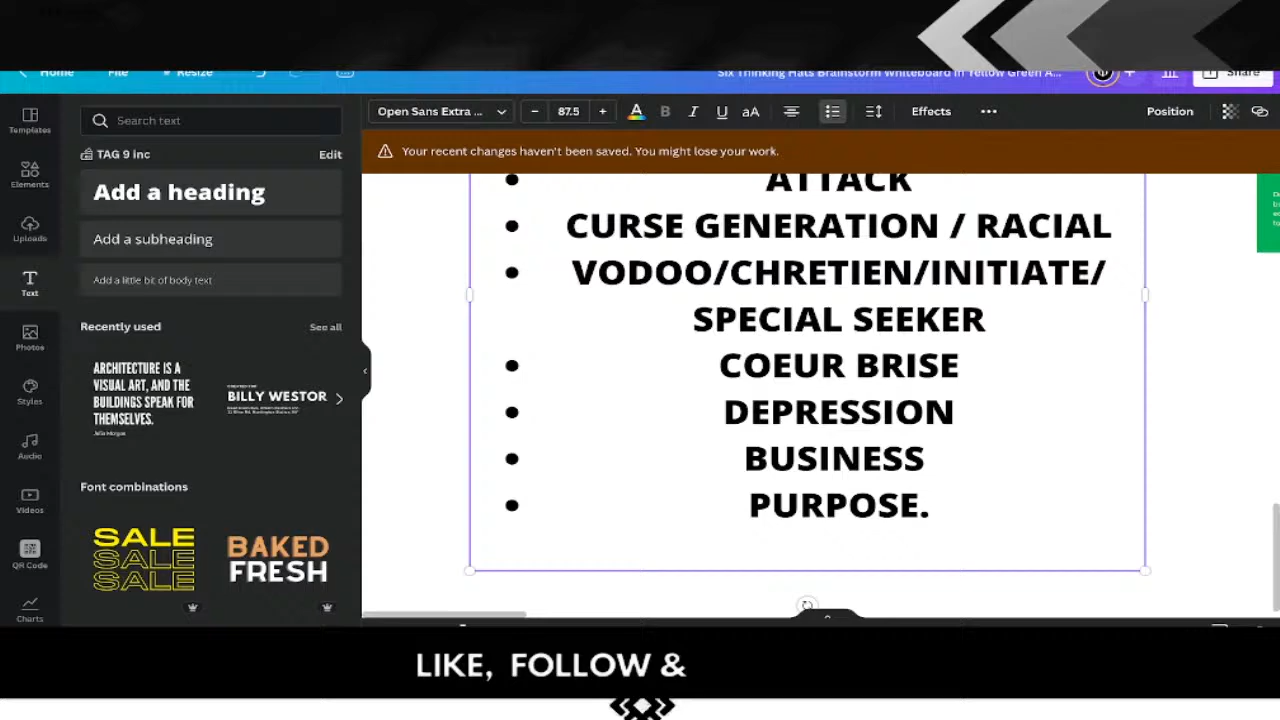 Home File Resize Six Thinking Hats Brainstorm Whiteboard in Yellow Green A... Share
Open Sans Extra ... 87.5 B I U aA Effects Position
Your recent changes haven't been saved. You might lose your work.
Templates
Elements
Uploads
Text
Photos
Styles
Audio
Videos
QR Code
Charts
Search text
TAG 9 inc Edit
Add a heading
Add a subheading
Add a little bit of body text
Recently used See all
ARCHITECTURE IS A
VISUAL ART, AND THE
BUILDINGS SPEAK FOR
THEMSELVES.
BILLY WESTOR
Font combinations
SALE
SALE
SALE
BAKED
FRESH
• ATTACK
• CURSE GENERATION / RACIAL
• VODOO/CHRETIEN/INITIATE/
SPECIAL SEEKER
• COEUR BRISE
• DEPRESSION
• BUSINESS
• PURPOSE.
LIKE, FOLLOW &